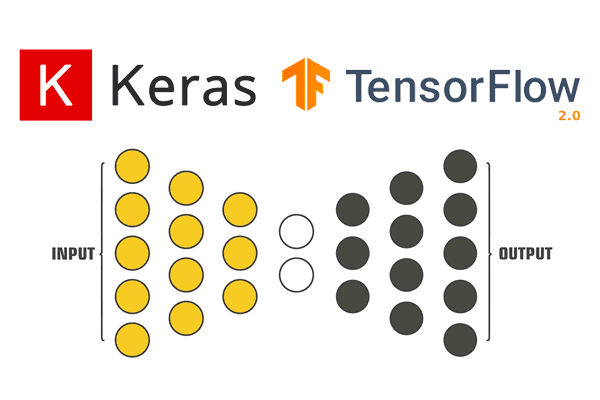 K Keras TensorFlow
2.0
INPUT OUTPUT